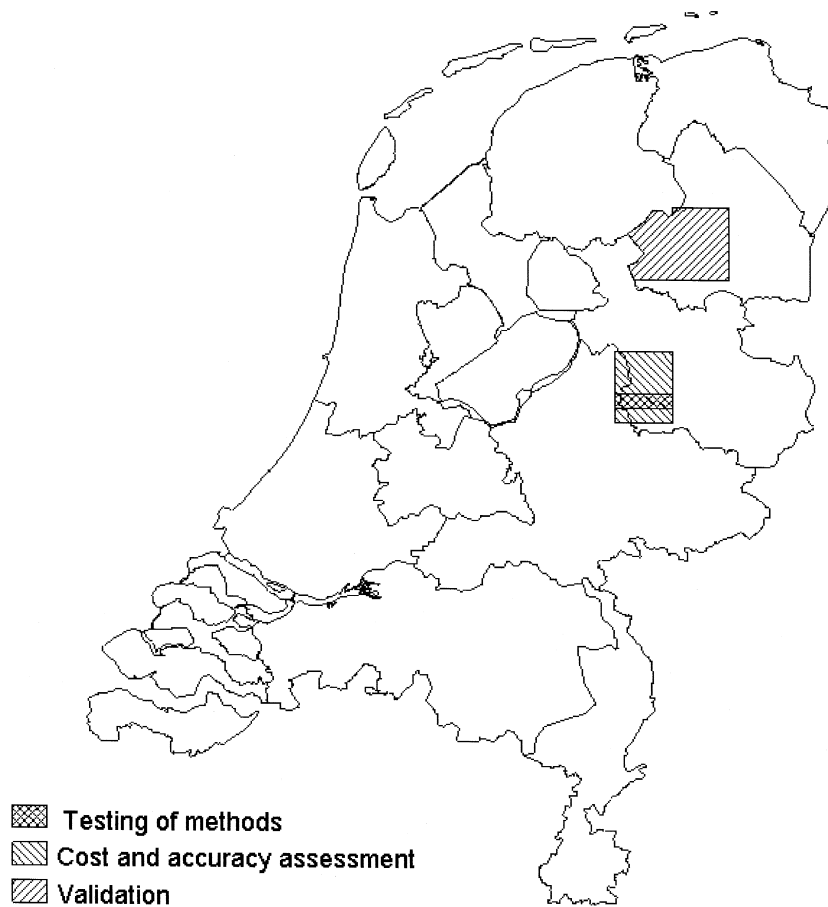 Testing of methods
Cost and accuracy assessment
Validation